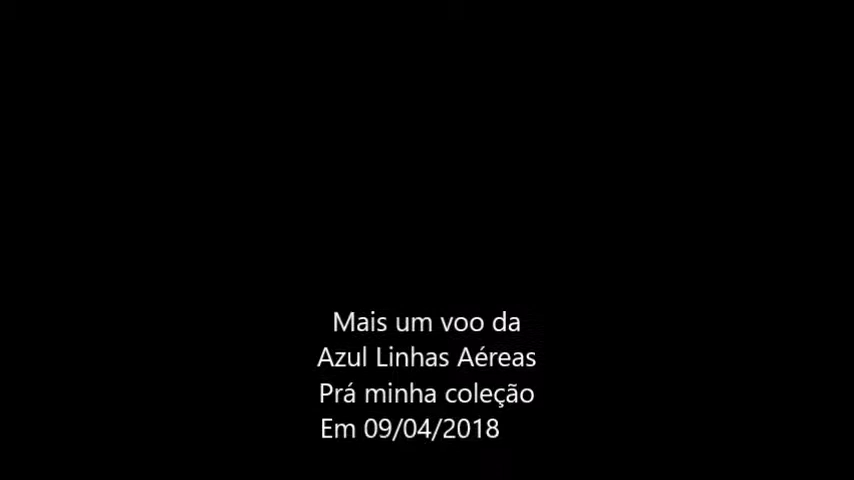 Mais um voo da
Azul Linhas Aéreas
Prá minha coleção
Em 09/04/2018